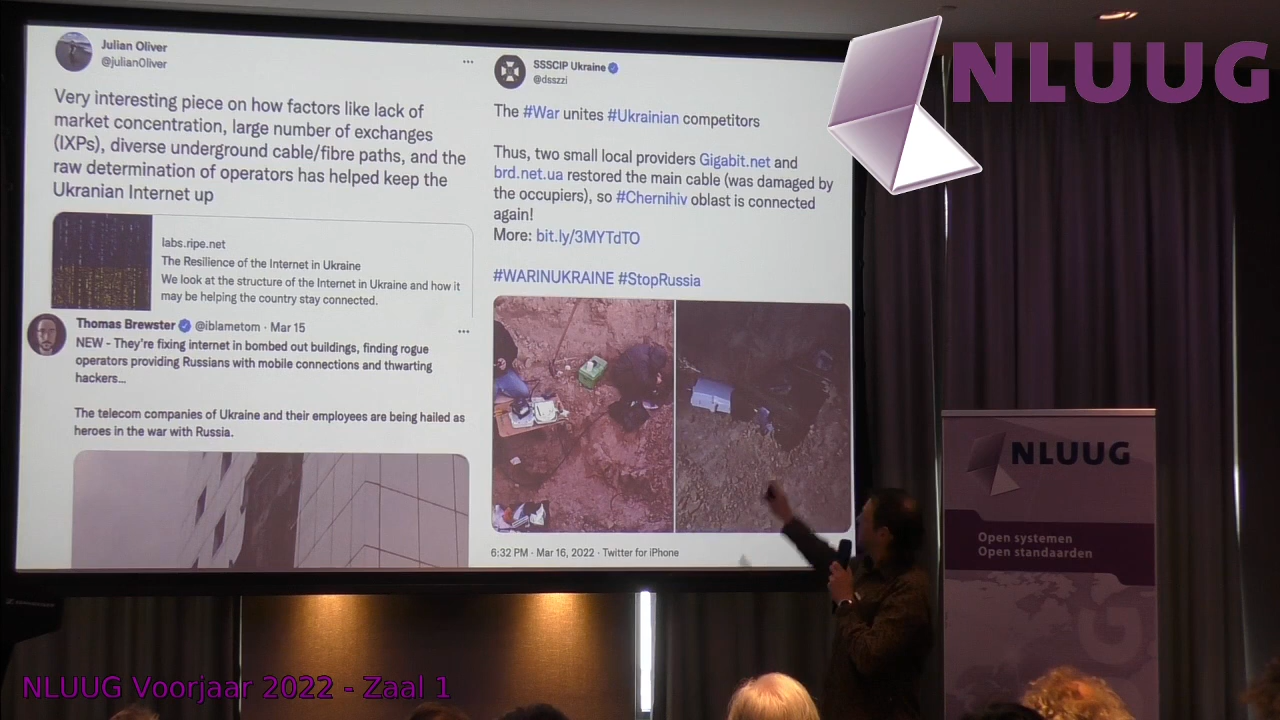 Julian Oliver
@julian0liver
Very interesting piece on how factors like lack of
market concentration, large number of exchanges
(IXPs), diverse underground cable/fibre paths, and the
raw determination of operators has helped keep the
Ukranian Internet up
labs.ripe.net
The Resilience of the Internet in Ukraine
We look at the structure of the Internet in Ukraine and how it
may be helping the country stay connected.
Thomas Brewster @iblametom · Mar 15
NEW - They're fixing internet in bombed out buildings, finding rogue
operators providing Russians with mobile connections and thwarting
hackers...
The telecom companies of Ukraine and their employees are being hailed as
heroes in the war with Russia.
SSSCIP Ukraine
@dsszzi
The #War unites #Ukrainian competitors
Thus, two small local providers Gigabit.net and
brd.net.ua restored the main cable (was damaged by
the occupiers), so #Chernihiv oblast is connected
again!
More: bit.ly/3MYTdTO
#WARINUKRAINE #StopRussia
6:32 PM · Mar 16, 2022 · Twitter for iPhone
NLUUG
NLUUG
Open systemen
Open standaarden
NLUUG Voorjaar 2022 - Zaal 1